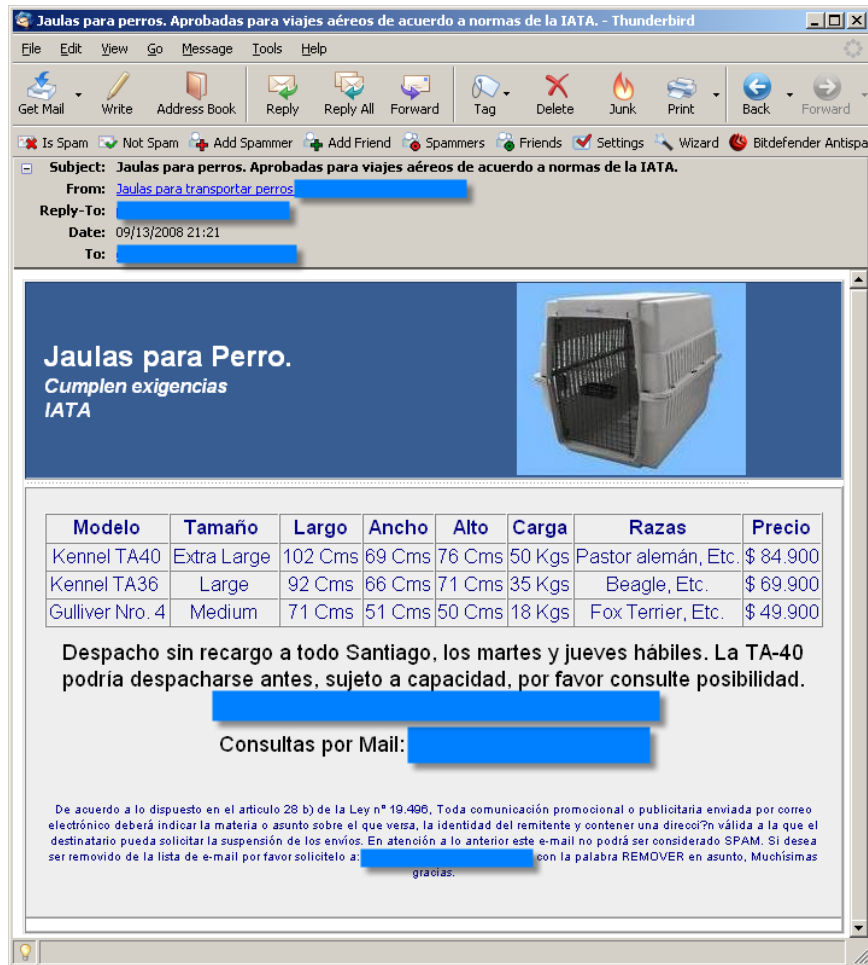 Jaulas para perros. Aprobadas para viajes aéreos de acuerdo a normas de la IATA. - Thunderbird
File Edit View Go Message Tools Help
Get Mail Write Address Book Reply Reply All Forward Tag Delete Junk Print Back Forward
Is Spam Not Spam Add Spammer Add Friend Spammers Friends Settings Wizard Bitdefender Antispa
Subject: Jaulas para perros. Aprobadas para viajes aéreos de acuerdo a normas de la IATA.
From: Jaulas para transportar perros
Reply-To:
Date: 09/13/2008 21:21
To:
Jaulas para Perro.
Cumplen exigencias
IATA
Modelo Tamaño Largo Ancho Alto Carga Razas Precio
Kennel TA40 Extra Large 102 Cms 69 Cms 76 Cms 50 Kgs Pastor alemán, Etc. $ 84.900
Kennel TA36 Large 92 Cms 66 Cms 71 Cms 35 Kgs Beagle, Etc. $ 69.900
Gulliver Nro. 4 Medium 71 Cms 51 Cms 50 Cms 18 Kgs Fox Terrier, Etc. $ 49.900
Despacho sin recargo a todo Santiago, los martes y jueves hábiles. La TA-40
podría despacharse antes, sujeto a capacidad, por favor consulte posibilidad.
Consultas por Mail:
De acuerdo a lo dispuesto en el articulo 28 b) de la Ley nº 19.496, Toda comunicación promocional o publicitaria enviada por correo
electrónico deberá indicar la materia o asunto sobre el que versa, la identidad del remitente y contener una direcci?n válida a la que el
destinatario pueda solicitar la suspensión de los envíos. En atención a lo anterior este e-mail no podrá ser considerado SPAM. Si desea
ser removido de la lista de e-mail por favor solicitelo a: con la palabra REMOVER en asunto, Muchísimas
gracias.